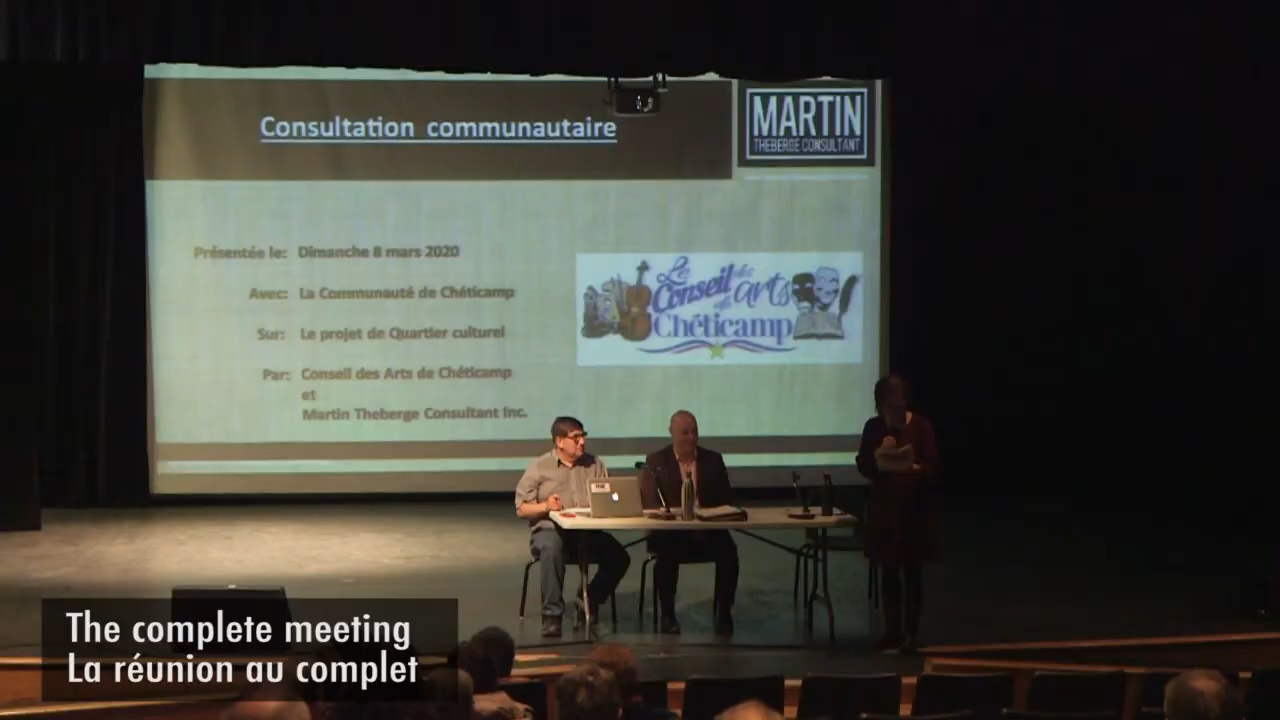 Consultation communautaire
MARTIN
THEBERGE CONSULTANT
Présentée le: Dimanche 8 mars 2020
Avec: La Communauté de Chéticamp
Sur: Le projet de Quartier culturel
Par: Conseil des Arts de Chéticamp
et
Martin Theberge Consultant Inc.
Le
Conseil des arts
de
Chéticamp
The complete meeting
La réunion au complet